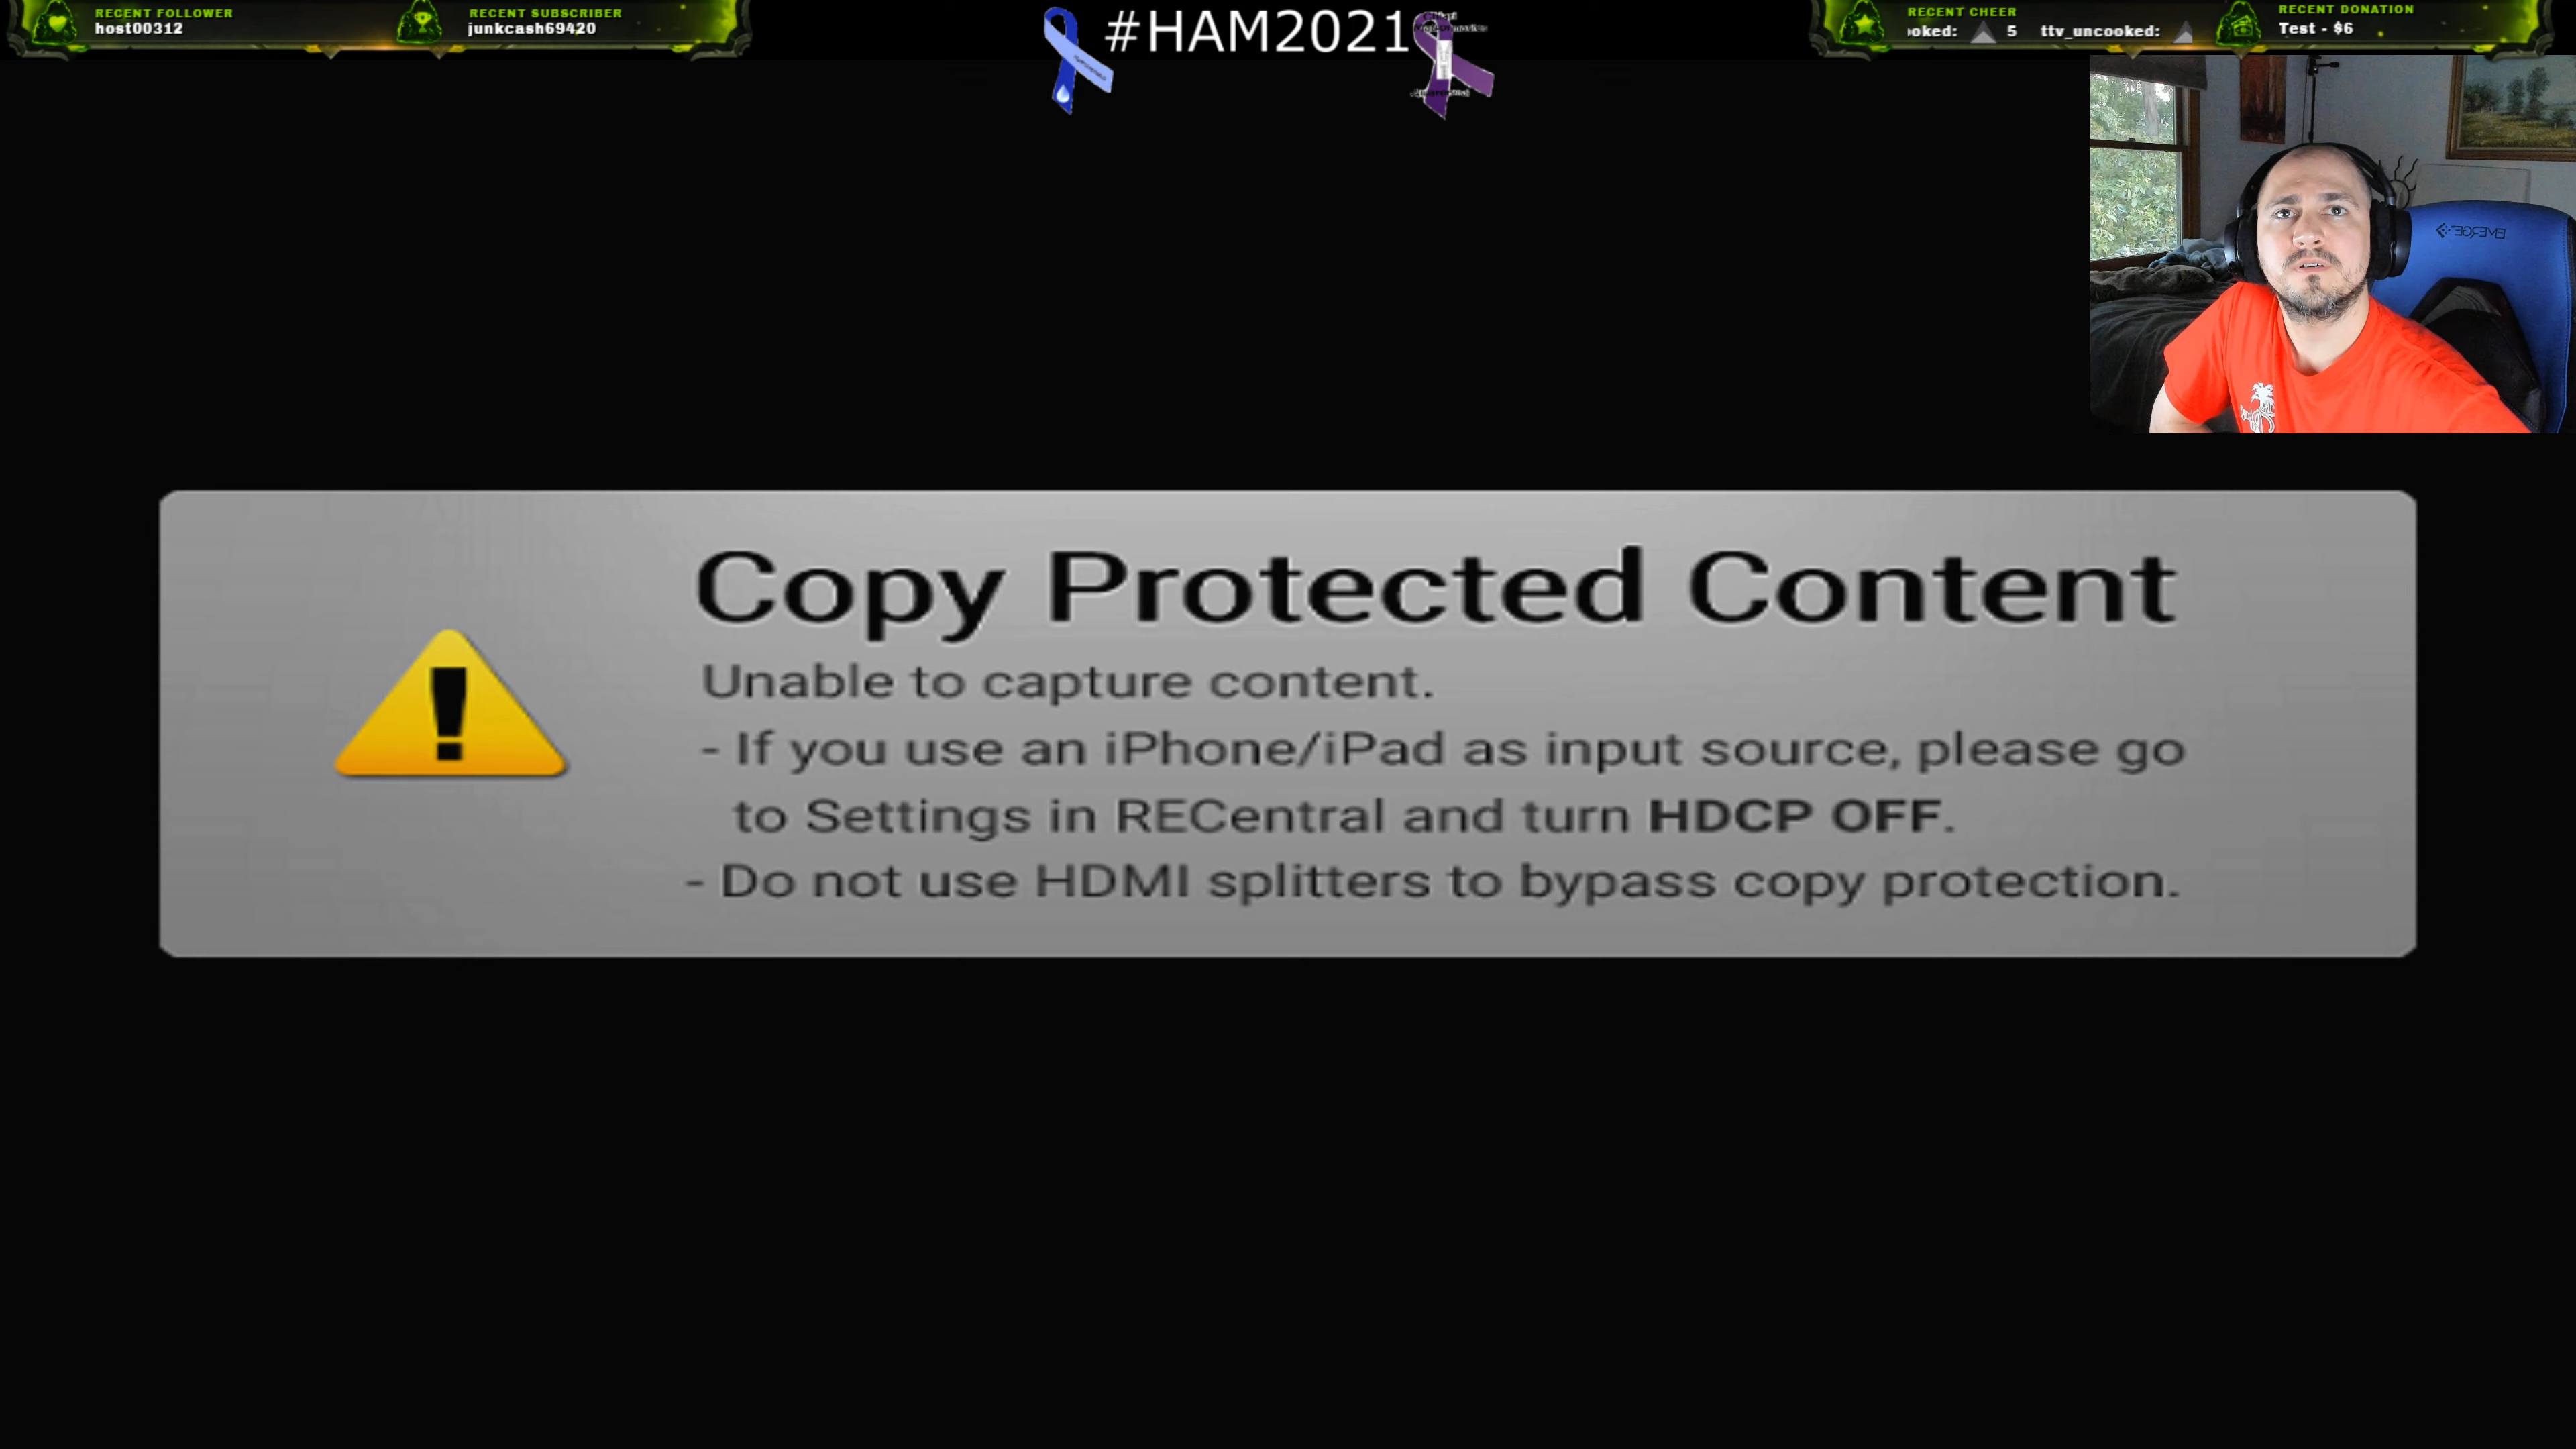 RECENT FOLLOWER
host00312
RECENT SUBSCRIBER
junkcash69420
#HAM2021
RECENT CHEER
oked: 5 ttv_uncooked:
RECENT DONATION
Test - $6
EMERGE
Copy Protected Content
Unable to capture content.
- If you use an iPhone/iPad as input source, please go
to Settings in RECentral and turn HDCP OFF.
- Do not use HDMI splitters to bypass copy protection.